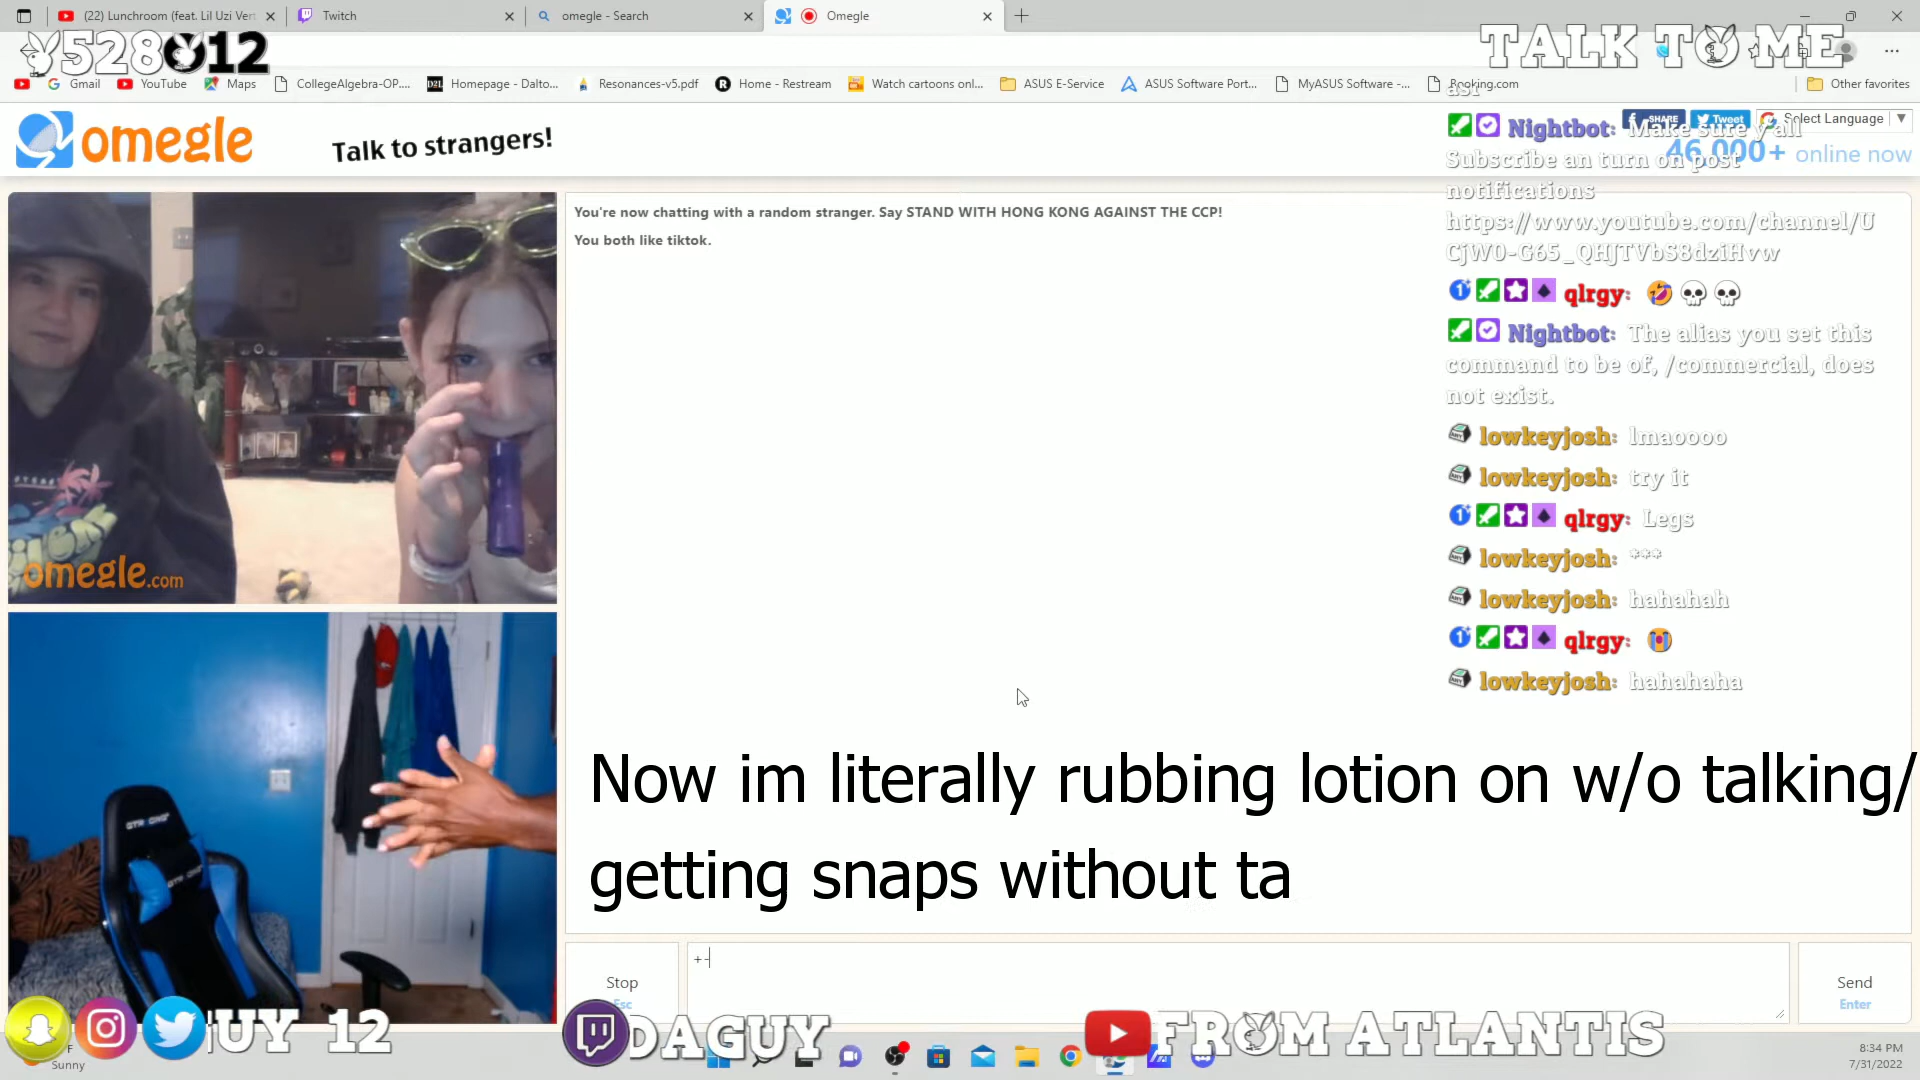 (22) Lunchroom (feat. Lil Uzi Vert
Twitch
omegle - Search
Omegle
528 12
TALK TO ME
Gmail
YouTube
Maps
CollegeAlgebra-OP....
Homepage - Dalto...
Resonances-v5.pdf
Home - Restream
Watch cartoons onl...
ASUS E-Service
ASUS Software Port...
MyASUS Software -...
Booking.com
Other favorites
omegle
Talk to strangers!
SHARE
Tweet
Select Language
46,000+ online now
You're now chatting with a random stranger. Say STAND WITH HONG KONG AGAINST THE CCP!
You both like tiktok.
Nightbot: Make sure y'all
Subscribe an turn on post
notifications
https://www.youtube.com/channel/U
CjW0-G65_QHJTVbS8dziHvw
qlrgy: 🤣💀💀
Nightbot: The alias you set this
command to be of, /commercial, does
not exist.
lowkeyjosh: lmaoooo
lowkeyjosh: try it
qlrgy: Legs
lowkeyjosh: ***
lowkeyjosh: hahahah
qlrgy: 😭
lowkeyjosh: hahahaha
omegle.com
Now im literally rubbing lotion on w/o talking/
getting snaps without ta
+-
Stop
Esc
Send
Enter
UY 12
DAGUY
FROM ATLANTIS
Sunny
8:34 PM
7/31/2022